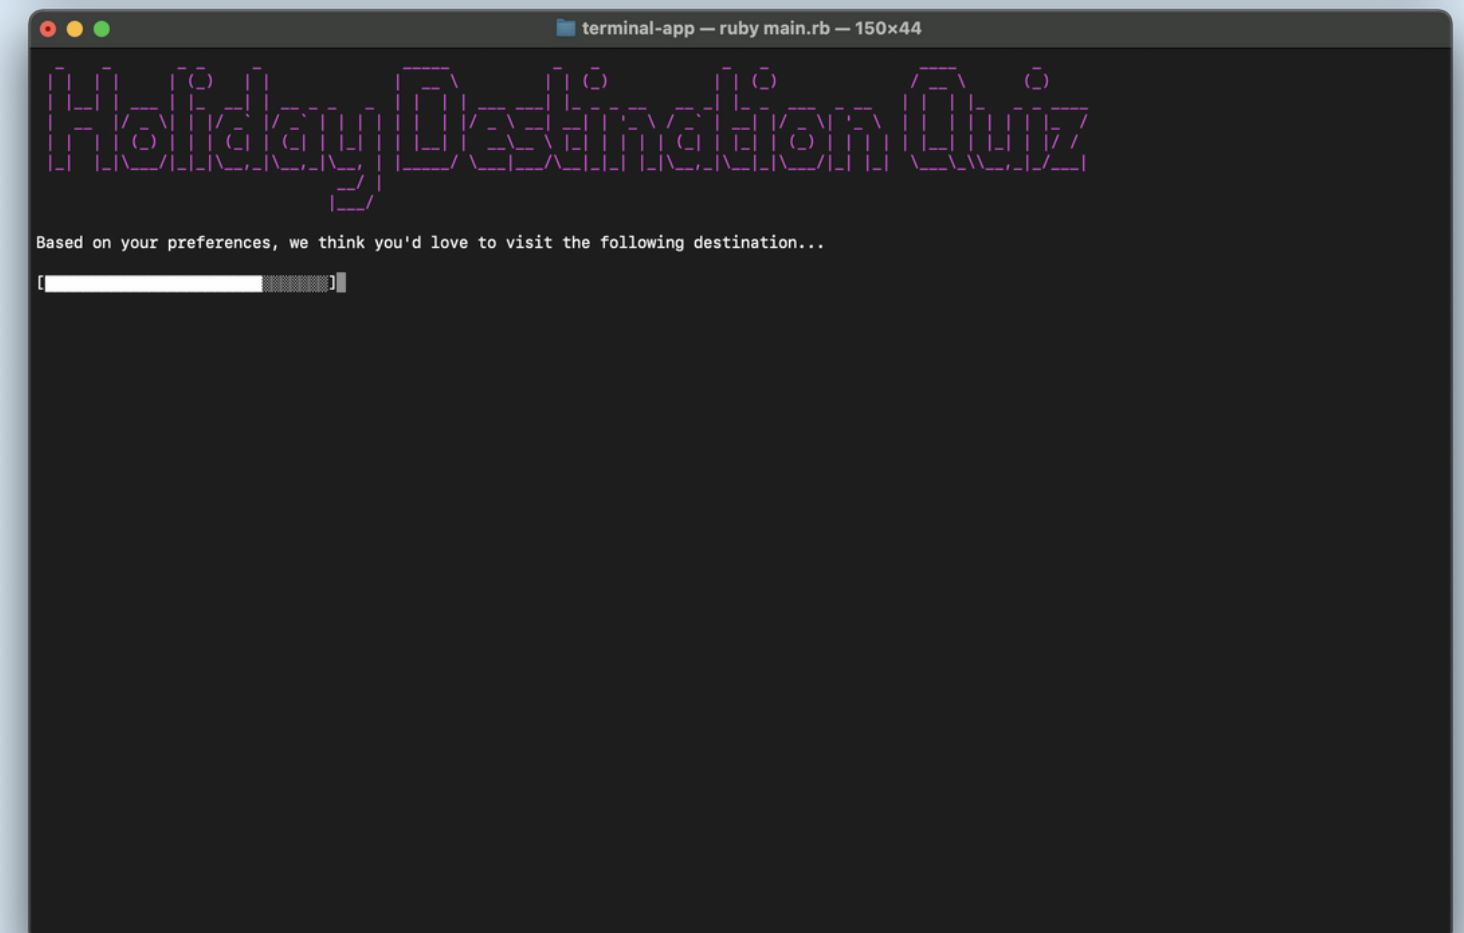 terminal-app — ruby main.rb — 150×44
Holiday Destination Quiz
Based on your preferences, we think you'd love to visit the following destination...